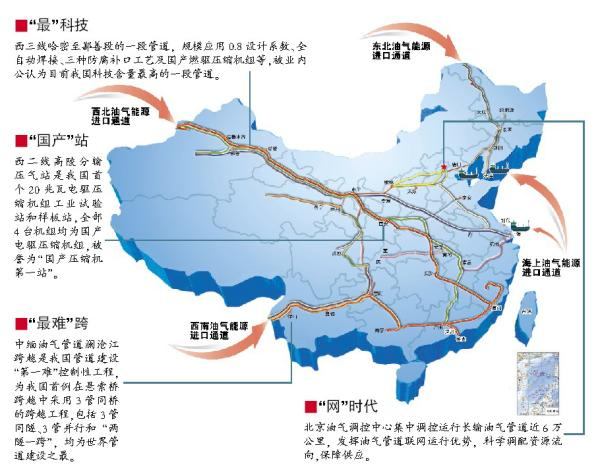 ■“最”科技
西三线哈密至鄯善段的一段管道，规模应用0.8设计系数、全
自动焊接、三种防腐补口工艺及国产燃驱压缩机组等，被业内
公认为目前我国科技含量最高的一段管道。
东北油气能源
进口通道
西北油气能源
进口通道
■“国产”站
西二线高陵分输
压气站是我国首
个20兆瓦电驱压
缩机组工业试验
站和样板站，全部
4台机组均为国产
电驱压缩机组，被
誉为“国产压缩机
第一站”。
海上油气能源
进口通道
■“最难”跨
中缅油气管道澜沧江
跨越是我国管道建设
“第一难”控制性工程，
为我国首例在悬索桥
跨越中采用3管同桥
的跨越工程，包括3管
同隧、3管并行和“两
隧一跨”，均为世界管
道建设之最。
西南油气能源
进口通道
■“网”时代
北京油气调控中心集中调控运行长输油气管道近6万
公里，发挥油气管道联网运行优势，科学调配资源流
向，保障供应。